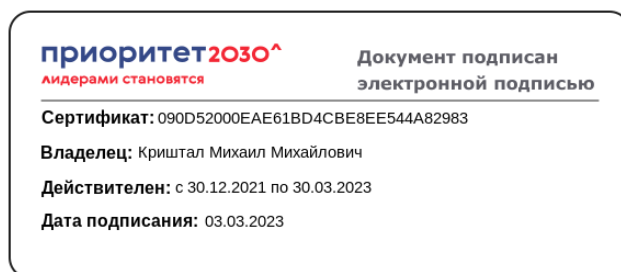 приоритет2030^
лидерами становятся
Документ подписан
электронной подписью
Сертификат: 090D52000EAE61BD4CBE8EE544A82983
Владелец: Криштал Михаил Михайлович
Действителен: с 30.12.2021 по 30.03.2023
Дата подписания: 03.03.2023